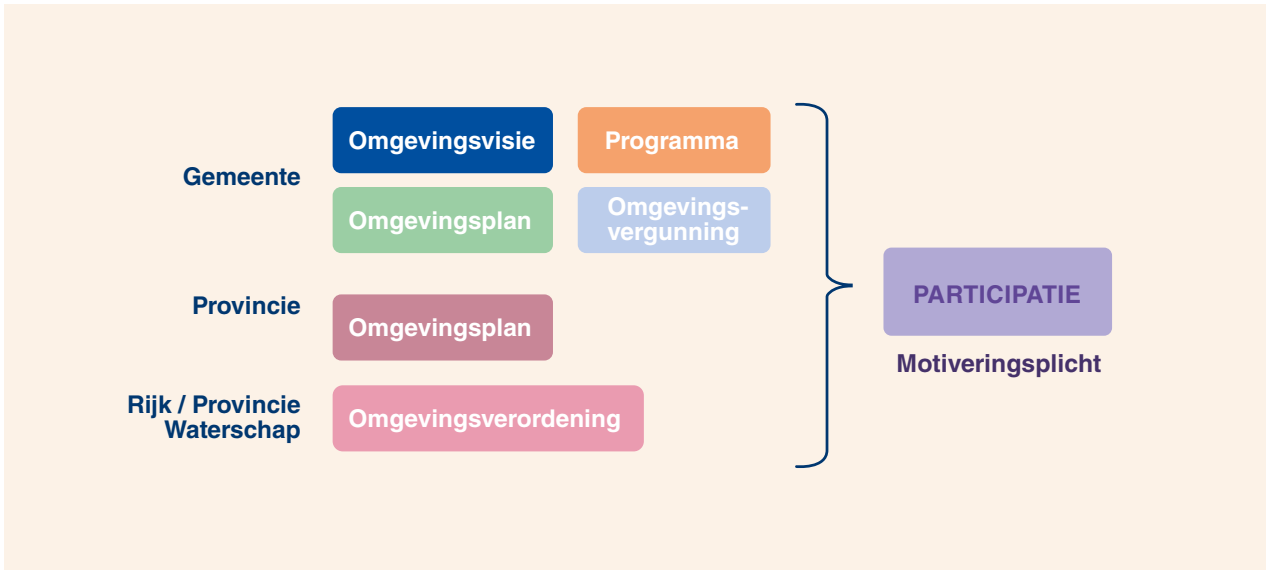 Gemeente
Omgevingsvisie
Programma
Omgevingsplan
Omgevings-
vergunning
Provincie
Omgevingsplan
Rijk / Provincie
Waterschap
Omgevingsverordening
PARTICIPATIE
Motiveringsplicht